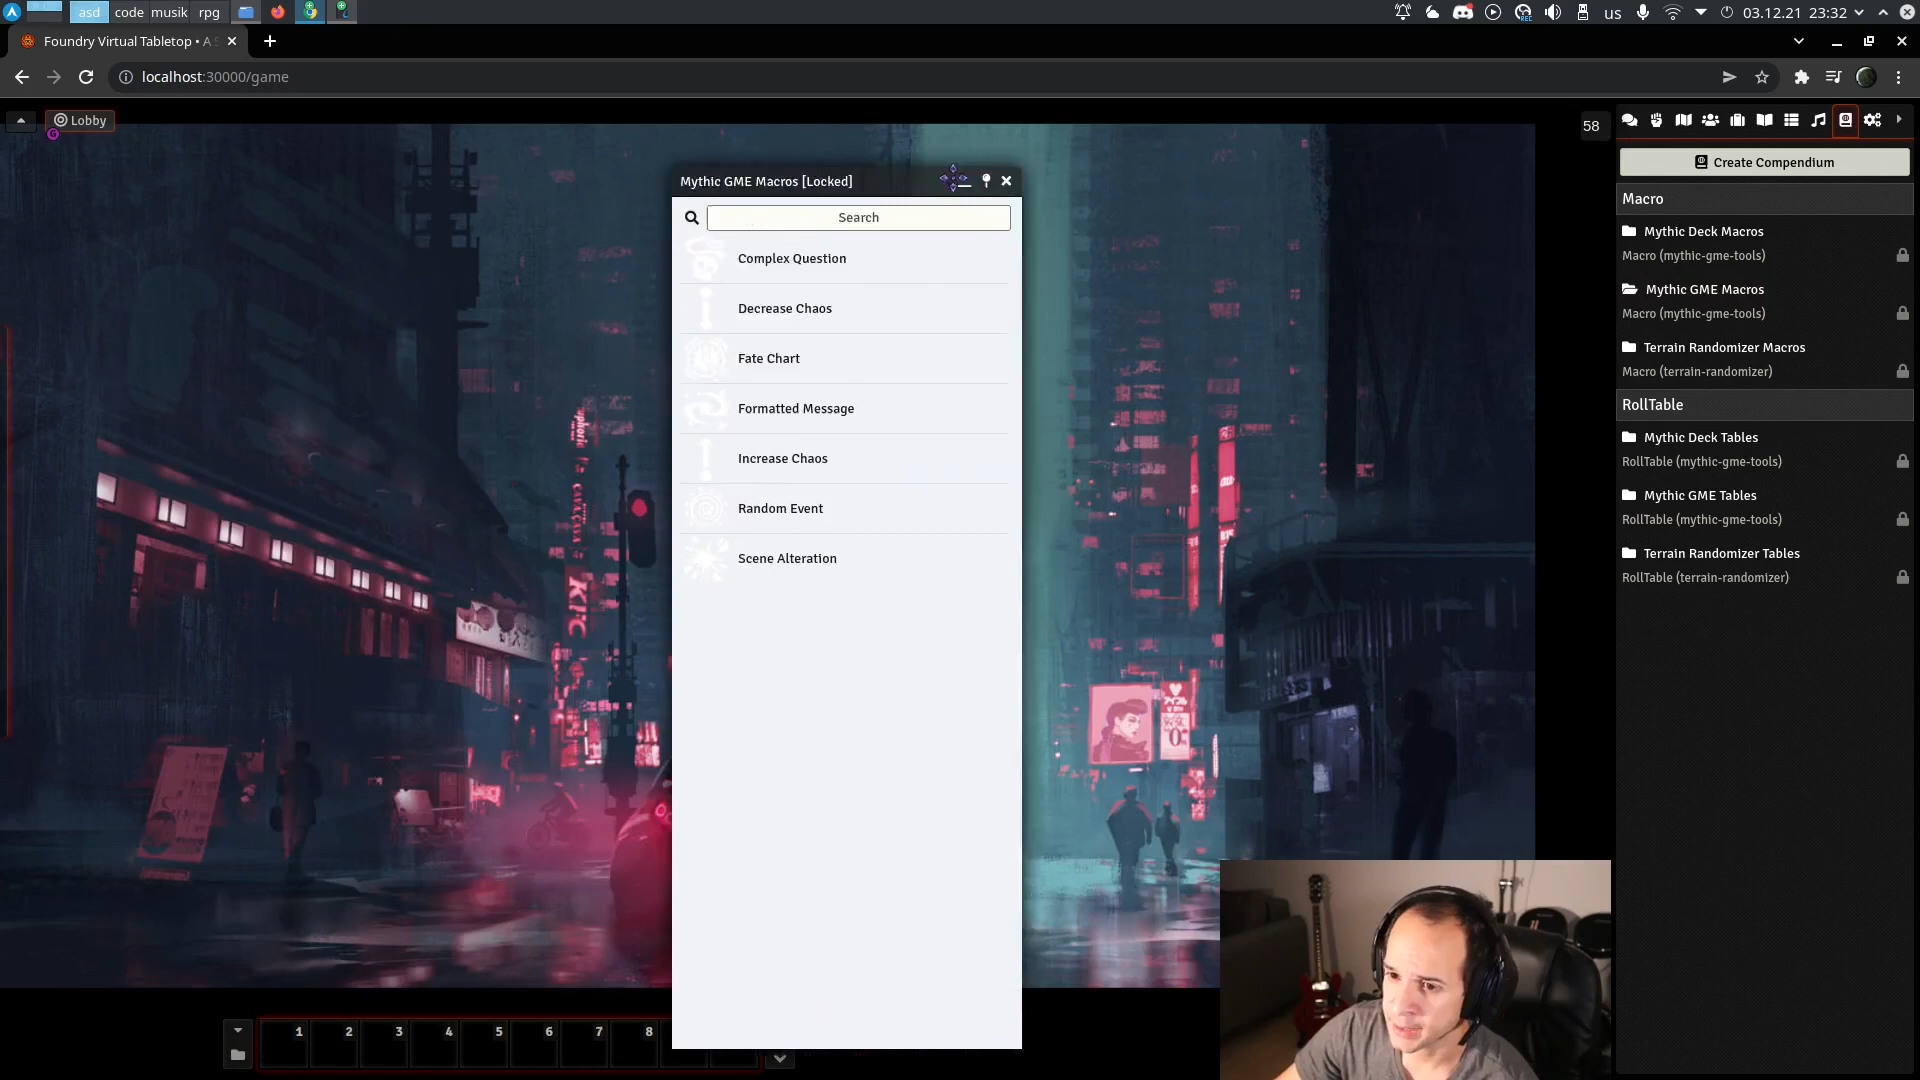 asd code musik rpg
us 03.12.21 23:32
Foundry Virtual Tabletop • A S
localhost:30000/game
Lobby
G
58
Create Compendium
Mythic GME Macros [Locked]
Search
Complex Question
Decrease Chaos
Fate Chart
Formatted Message
Increase Chaos
Random Event
Scene Alteration
Macro
Mythic Deck Macros
Macro (mythic-gme-tools)
Mythic GME Macros
Macro (mythic-gme-tools)
Terrain Randomizer Macros
Macro (terrain-randomizer)
RollTable
Mythic Deck Tables
RollTable (mythic-gme-tools)
Mythic GME Tables
RollTable (mythic-gme-tools)
Terrain Randomizer Tables
RollTable (terrain-randomizer)
1 2 3 4 5 6 7 8